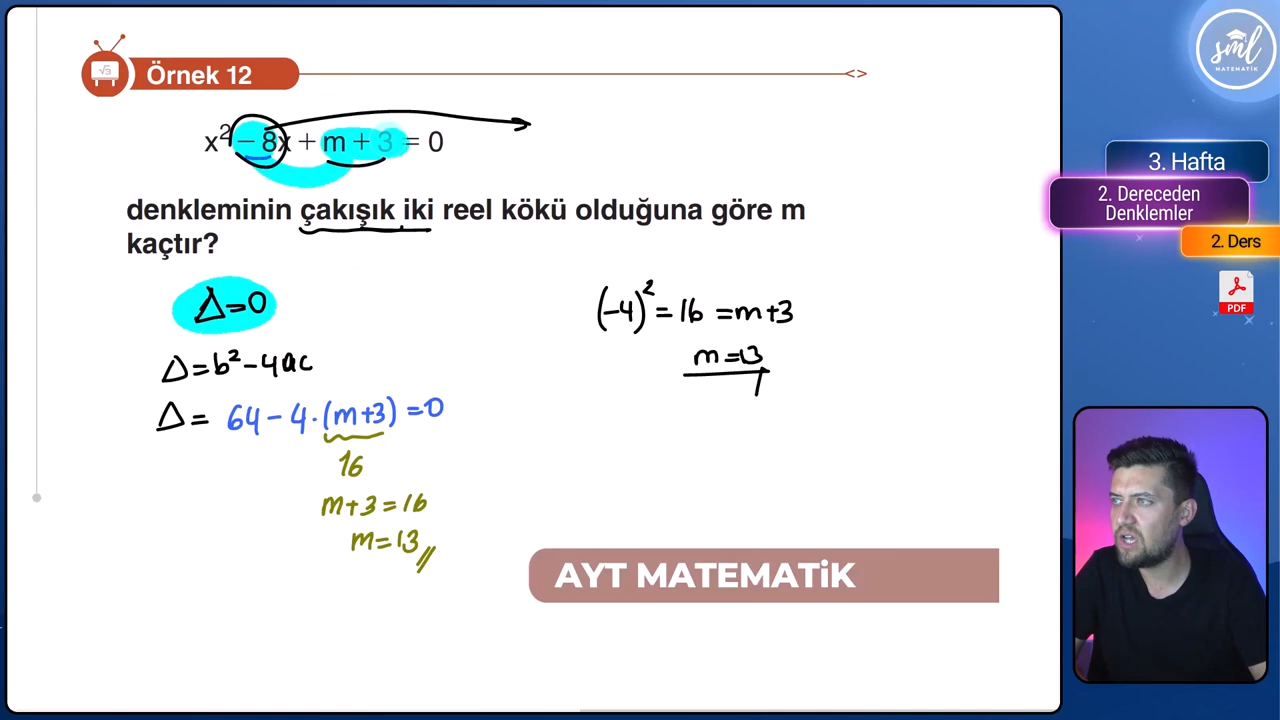 Örnek 12
x² – 8x + m + 3 = 0
denkleminin çakışık iki reel kökü olduğuna göre m
kaçtır?
Δ=0
Δ=b²-4ac
Δ= 64-4·(m+3)=0
16
m+3=16
m=13
(-4)²=16=m+3
m=13
AYT MATEMATİK
sml
MATEMATİK
3. Hafta
2. Dereceden
Denklemler
2. Ders
PDF